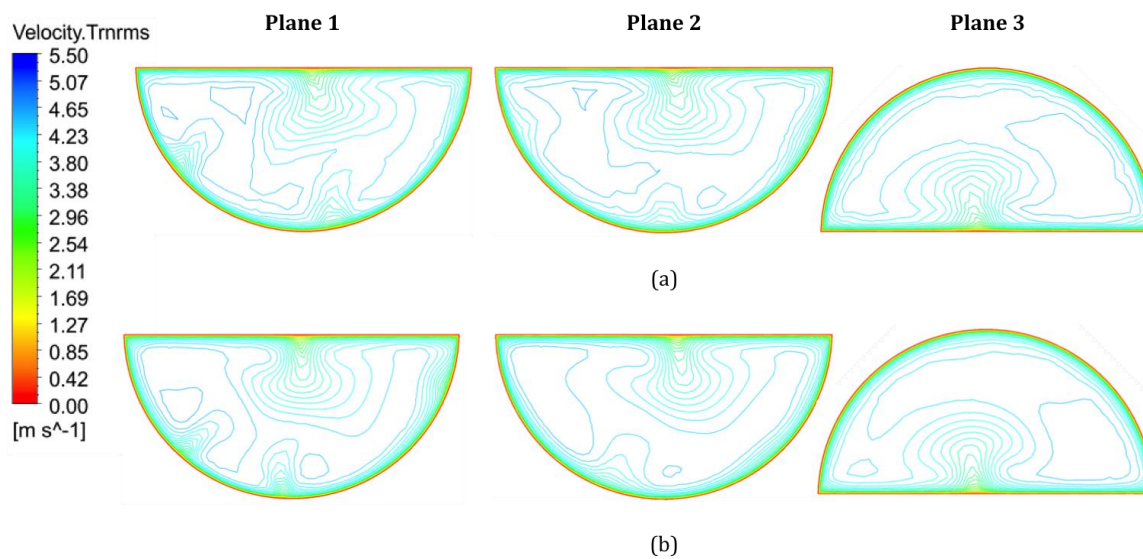 Velocity.Trnrms
Plane 1
Plane 2
Plane 3
5.50
5.07
4.65
4.23
3.80
3.38
2.96
2.54
2.11
1.69
1.27
0.85
0.42
0.00
[m s^-1]
(a)
(b)